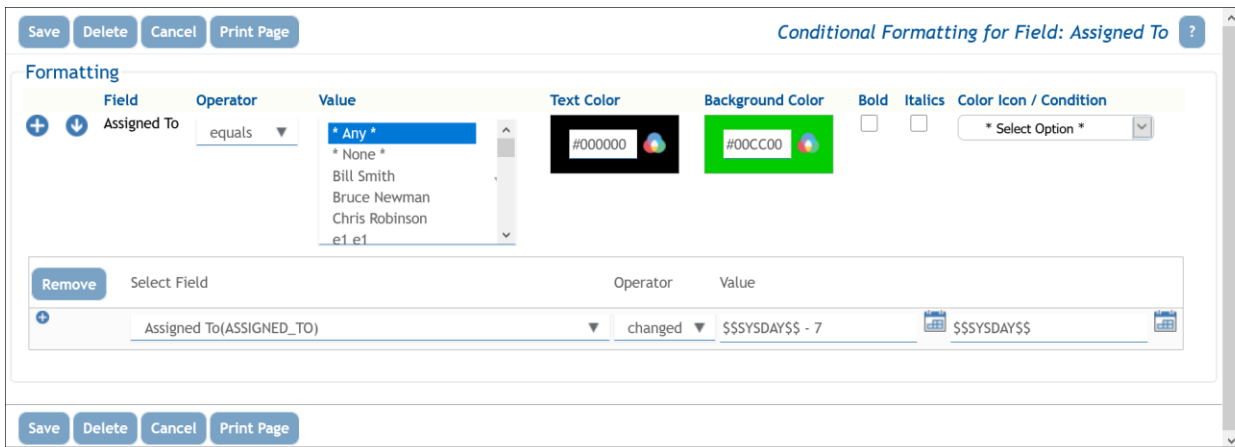 Save Delete Cancel Print Page Conditional Formatting for Field: Assigned To ?
Formatting
Field Operator Value Text Color Background Color Bold Italics Color Icon / Condition
Assigned To equals * Any * #000000 #00CC00 * Select Option *
* None *
Bill Smith
Bruce Newman
Chris Robinson
e1 e1
Remove Select Field Operator Value
Assigned To(ASSIGNED_TO) changed $$SYSDAY$$ - 7 $$SYSDAY$$
Save Delete Cancel Print Page